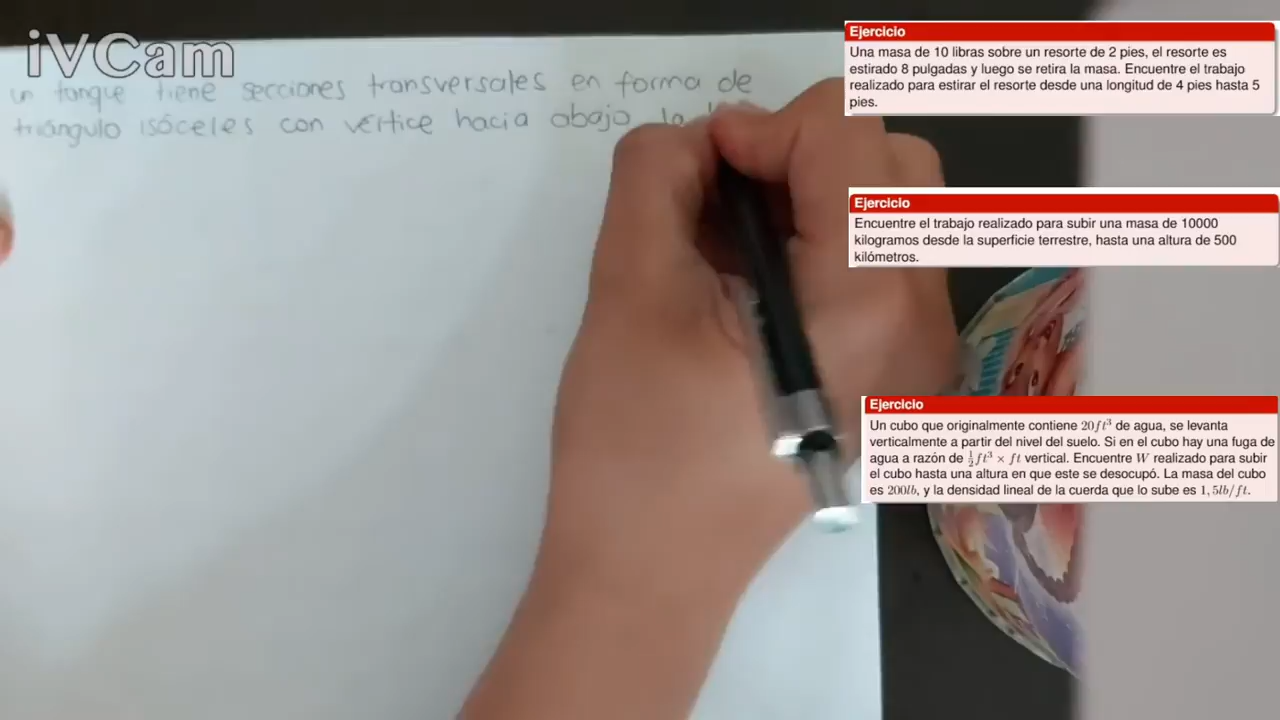 iVCam
un tanque tiene secciones transversales en forma de
triángulo isóceles con vértice hacia abajo la
Ejercicio
Una masa de 10 libras sobre un resorte de 2 pies, el resorte es
estirado 8 pulgadas y luego se retira la masa. Encuentre el trabajo
realizado para estirar el resorte desde una longitud de 4 pies hasta 5
pies.
Ejercicio
Encuentre el trabajo realizado para subir una masa de 10000
kilogramos desde la superficie terrestre, hasta una altura de 500
kilómetros.
Ejercicio
Un cubo que originalmente contiene 20ft³ de agua, se levanta
verticalmente a partir del nivel del suelo. Si en el cubo hay una fuga de
agua a razón de ½ft³ × ft vertical. Encuentre W realizado para subir
el cubo hasta una altura en que este se desocupó. La masa del cubo
es 200lb, y la densidad lineal de la cuerda que lo sube es 1,5lb/ft.